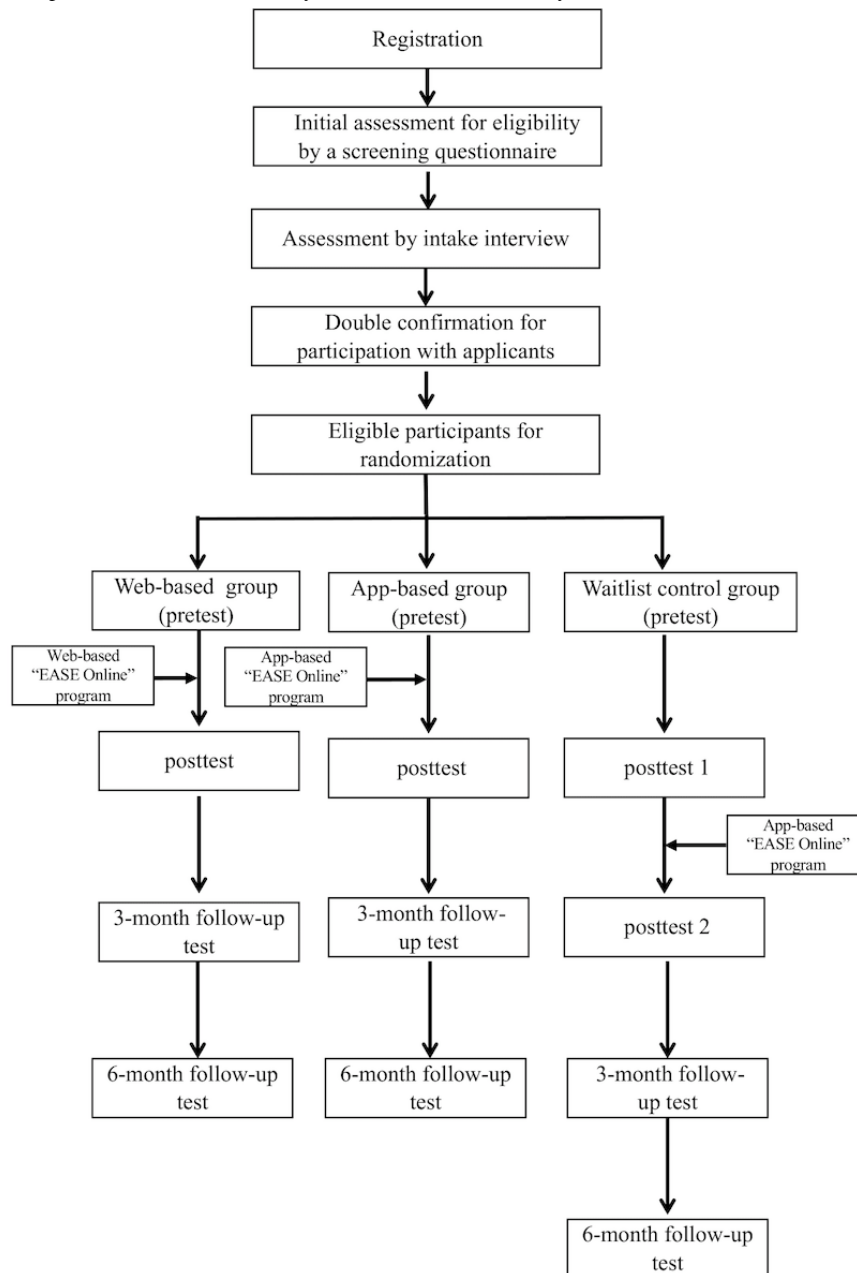 Registration
Initial assessment for eligibility
by a screening questionnaire
Assessment by intake interview
Double confirmation for
participation with applicants
Eligible participants for
randomization
Web-based group
(pretest)
App-based group
(pretest)
Waitlist control group
(pretest)
Web-based
“EASE Online”
program
App-based
“EASE Online”
program
posttest
posttest
posttest 1
App-based
“EASE Online”
program
3-month follow-up
test
3-month follow-
up test
posttest 2
6-month follow-up
test
6-month follow-up
test
3-month follow-
up test
6-month follow-up
test